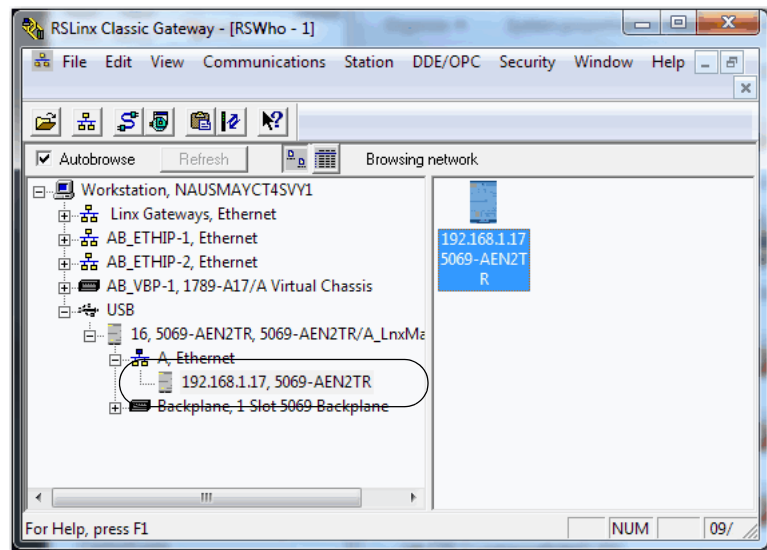 RSLinx Classic Gateway - [RSWho - 1]
File Edit View Communications Station DDE/OPC Security Window Help
Autobrowse Refresh Browsing network
Workstation, NAUSMAYCT4SVY1
Linx Gateways, Ethernet
AB_ETHIP-1, Ethernet
AB_ETHIP-2, Ethernet
AB_VBP-1, 1789-A17/A Virtual Chassis
USB
16, 5069-AEN2TR, 5069-AEN2TR/A_LnxMa
A, Ethernet
192.168.1.17, 5069-AEN2TR
Backplane, 1 Slot 5069 Backplane
192.168.1.17
5069-AEN2T
R
For Help, press F1 NUM 09/